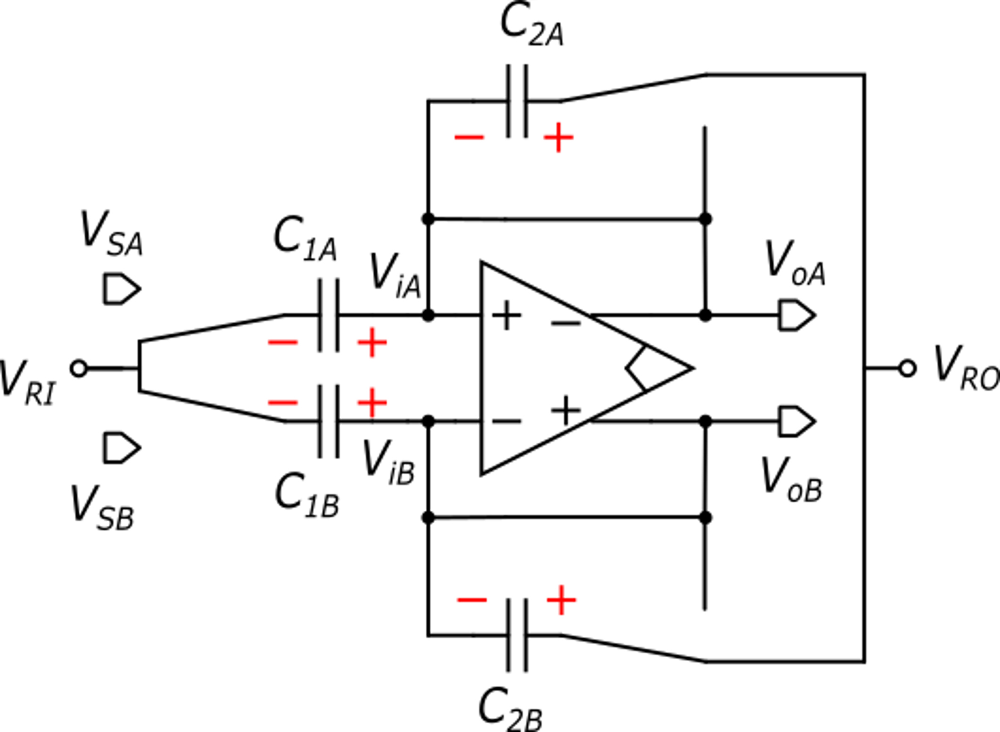 C2A
− +
VSA
C1A
ViA
VoA
+ −
− +
VRI
VRO
− +
+
−
ViB
VoB
VSB
C1B
− +
C2B